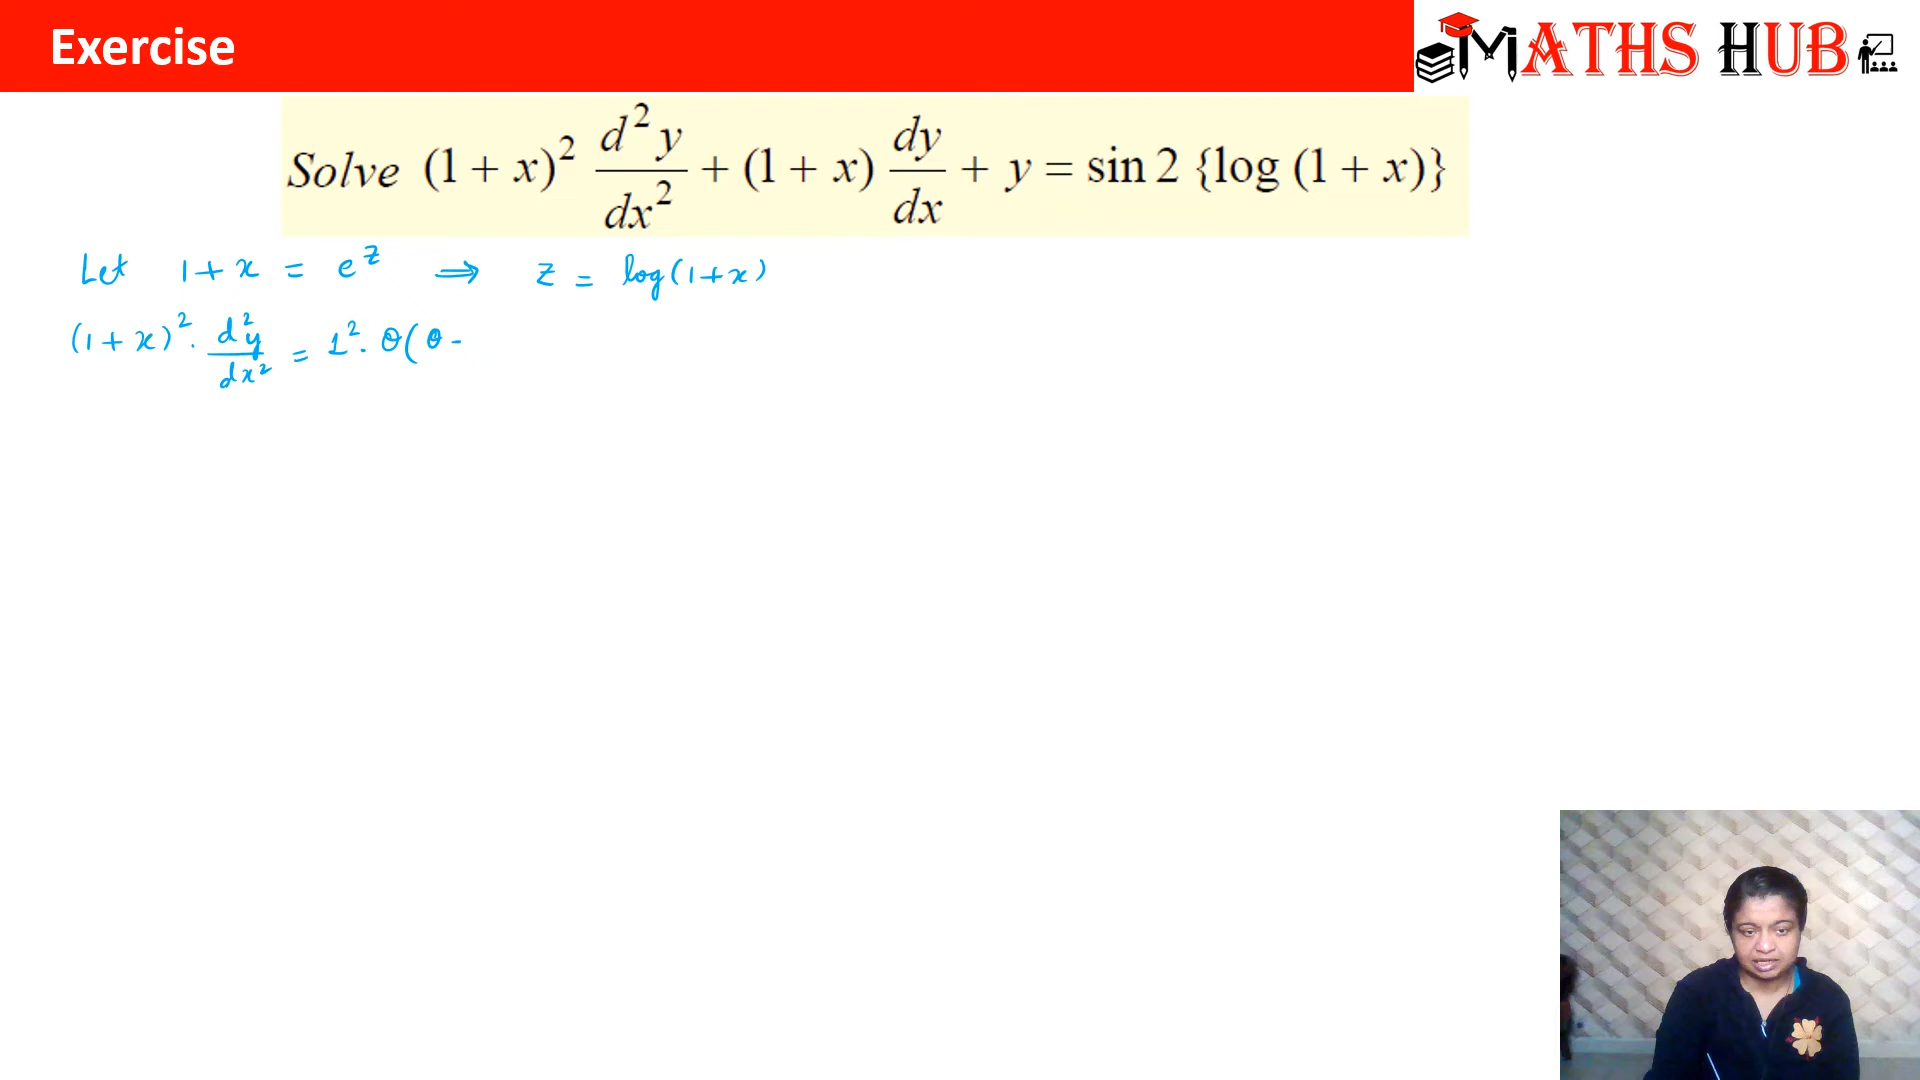 Exercise
MATHS HUB
Solve (1 + x)² d²y/dx² + (1 + x) dy/dx + y = sin 2 {log (1 + x)}
Let 1 + x = e^z ⟹ z = log(1+x)
(1 + x)² · d²y/dx² = 1² · θ(θ -